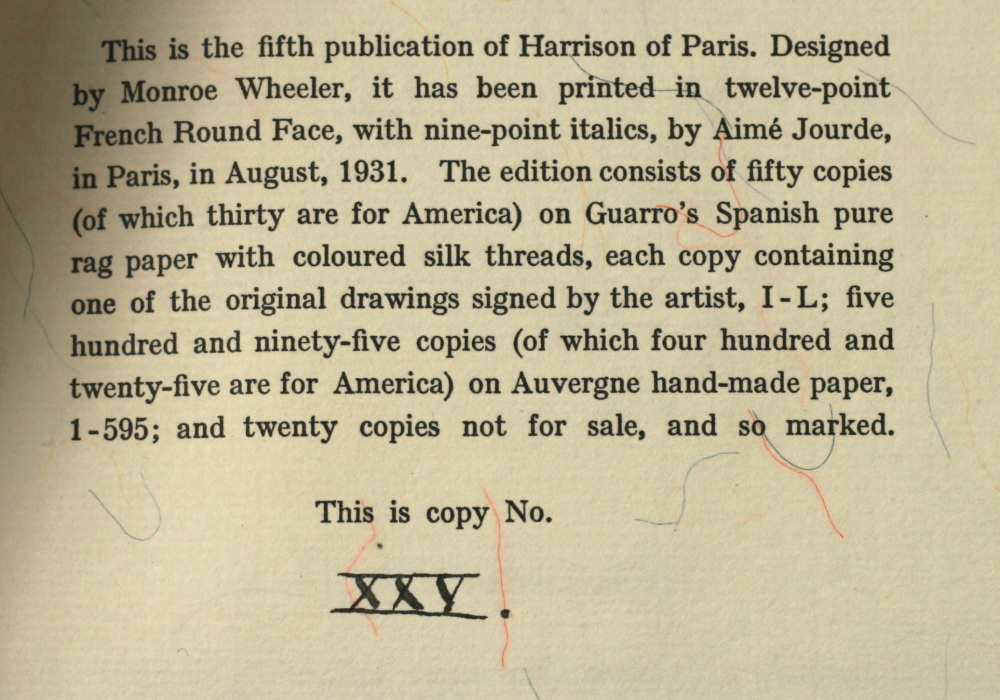 This is the fifth publication of Harrison of Paris. Designed
by Monroe Wheeler, it has been printed in twelve-point
French Round Face, with nine-point italics, by Aimé Jourde,
in Paris, in August, 1931. The edition consists of fifty copies
(of which thirty are for America) on Guarro's Spanish pure
rag paper with coloured silk threads, each copy containing
one of the original drawings signed by the artist, I-L; five
hundred and ninety-five copies (of which four hundred and
twenty-five are for America) on Auvergne hand-made paper,
1-595; and twenty copies not for sale, and so marked.
This is copy No.
XXV.